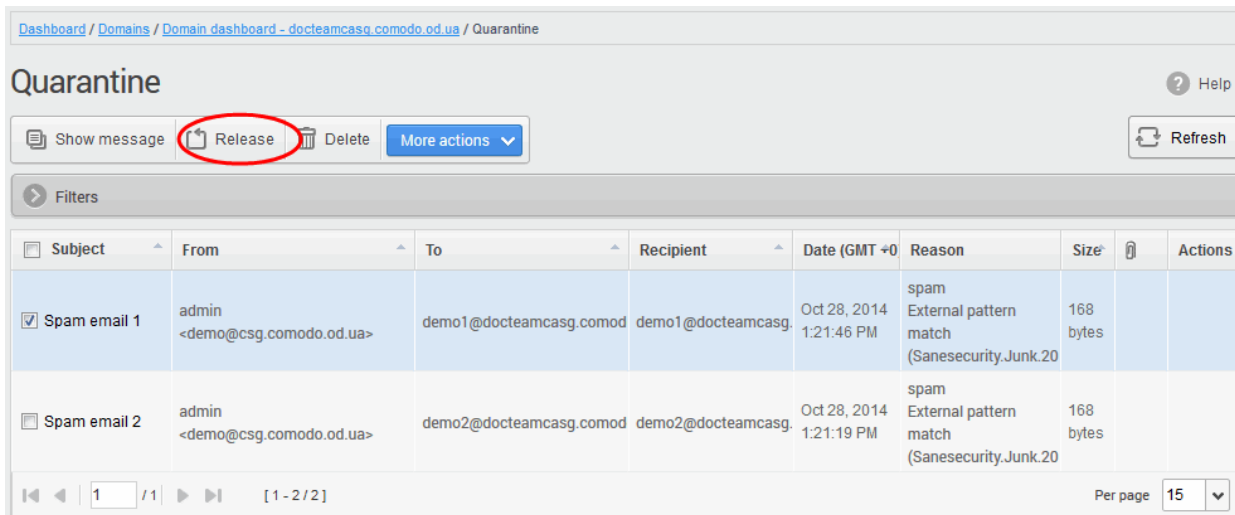 Dashboard / Domains / Domain dashboard - docteamcasg.comodo.od.ua / Quarantine
Quarantine
Help
Show message
Release
Delete
More actions
Refresh
Filters
Subject
From
To
Recipient
Date (GMT +0
Reason
Size
Actions
Spam email 1
admin
<demo@csg.comodo.od.ua>
demo1@docteamcasg.comod
demo1@docteamcasg.
Oct 28, 2014
1:21:46 PM
spam
External pattern
match
(Sanesecurity.Junk.20
168
bytes
Spam email 2
admin
<demo@csg.comodo.od.ua>
demo2@docteamcasg.comod
demo2@docteamcasg.
Oct 28, 2014
1:21:19 PM
spam
External pattern
match
(Sanesecurity.Junk.20
168
bytes
1 / 1
[ 1 - 2 / 2 ]
Per page 15